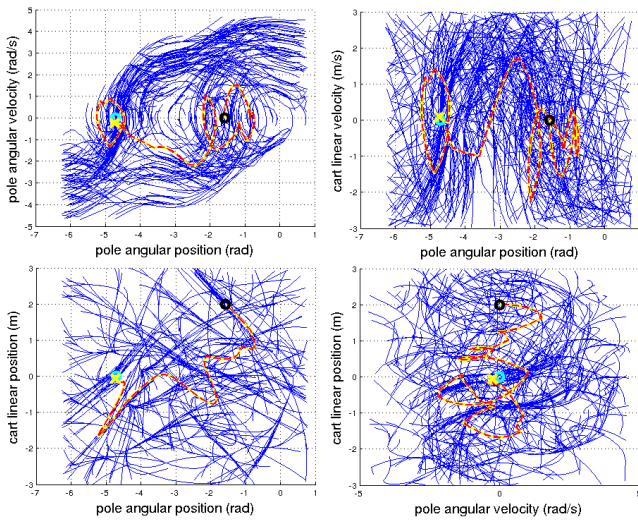 pole angular velocity (rad/s)
5
4
3
2
1
0
-1
-2
-3
-4
-5
-7 -6 -5 -4 -3 -2 -1 0 1
pole angular position (rad)
cart linear velocity (m/s)
3
2
1
0
-1
-2
-3
-7 -6 -5 -4 -3 -2 -1 0 1
pole angular position (rad)
cart linear position (m)
3
2
1
0
-1
-2
-3
-7 -6 -5 -4 -3 -2 -1 0 1
pole angular position (rad)
cart linear position (m)
3
2
1
0
-1
-2
-3
-5 0 5
pole angular velocity (rad/s)